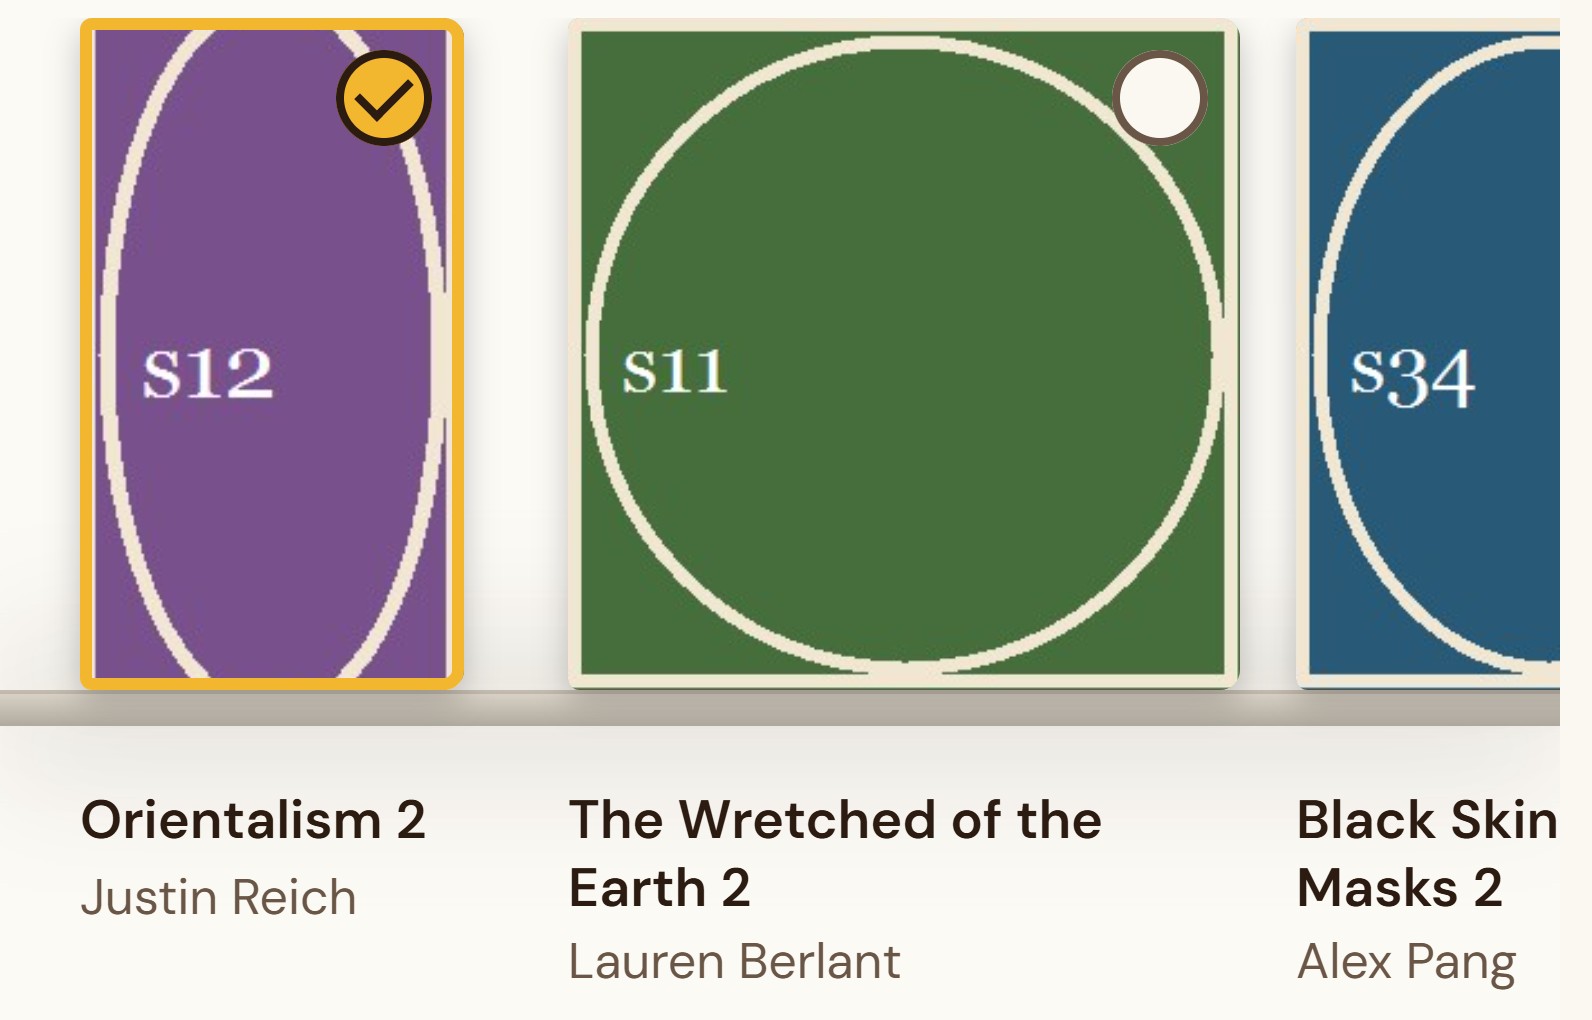 s12
s11
s34
Orientalism 2
Justin Reich
The Wretched of the
Earth 2
Lauren Berlant
Black Skin
Masks 2
Alex Pang